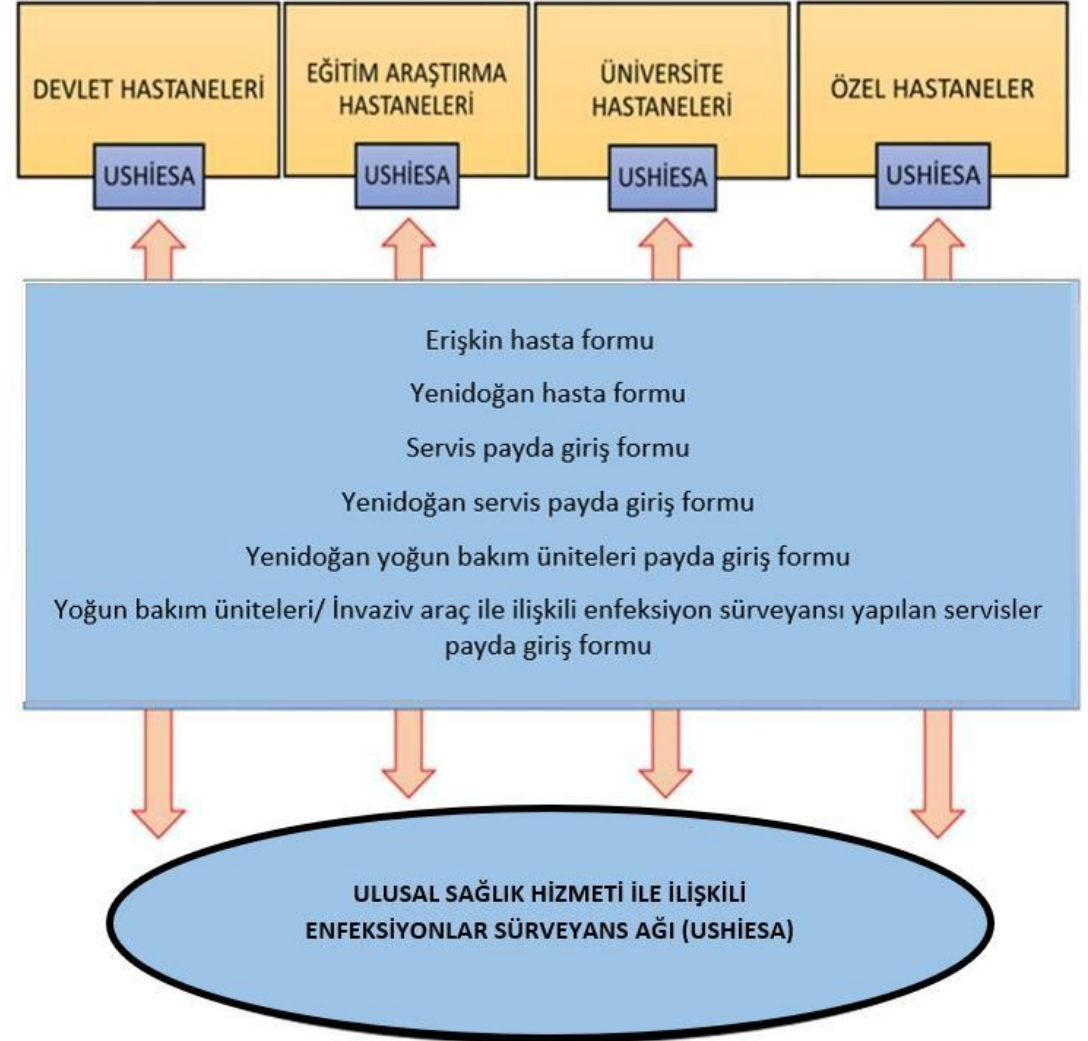 DEVLET HASTANELERİ
EĞİTİM ARAŞTIRMA
HASTANELERİ
ÜNİVERSİTE
HASTANELERİ
ÖZEL HASTANELER
USHİESA
USHİESA
USHİESA
USHİESA
Erişkin hasta formu
Yenidoğan hasta formu
Servis payda giriş formu
Yenidoğan servis payda giriş formu
Yenidoğan yoğun bakım üniteleri payda giriş formu
Yoğun bakım üniteleri/ İnvaziv araç ile ilişkili enfeksiyon sürveyansı yapılan servisler
payda giriş formu
ULUSAL SAĞLIK HİZMETİ İLE İLİŞKİLİ
ENFEKSİYONLAR SÜRVEYANS AĞI (USHİESA)